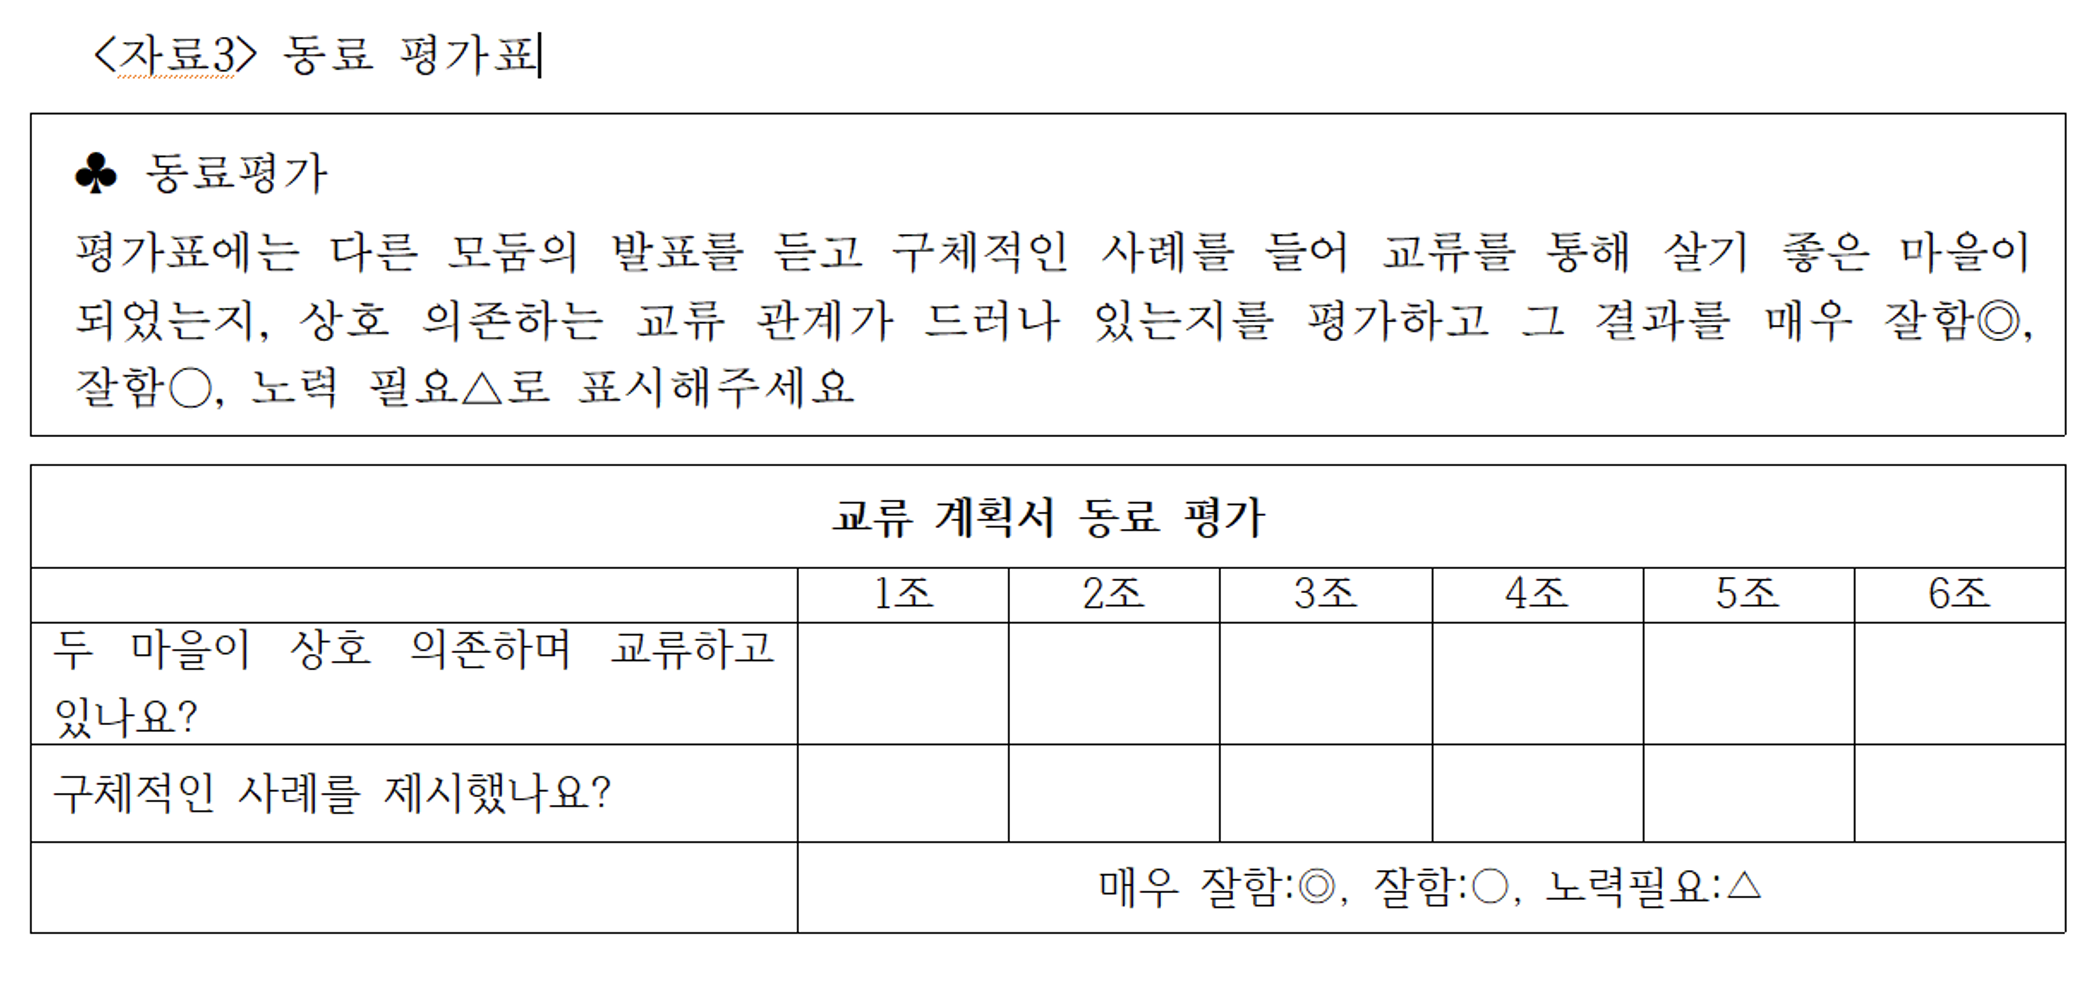 <자료3> 동료 평가표
♣ 동료평가
평가표에는 다른 모둠의 발표를 듣고 구체적인 사례를 들어 교류를 통해 살기 좋은 마을이
되었는지, 상호 의존하는 교류 관계가 드러나 있는지를 평가하고 그 결과를 매우 잘함◎,
잘함○, 노력 필요△로 표시해주세요
교류 계획서 동료 평가
1조 2조 3조 4조 5조 6조
두 마을이 상호 의존하며 교류하고
있나요?
구체적인 사례를 제시했나요?
매우 잘함:◎, 잘함:○, 노력필요:△